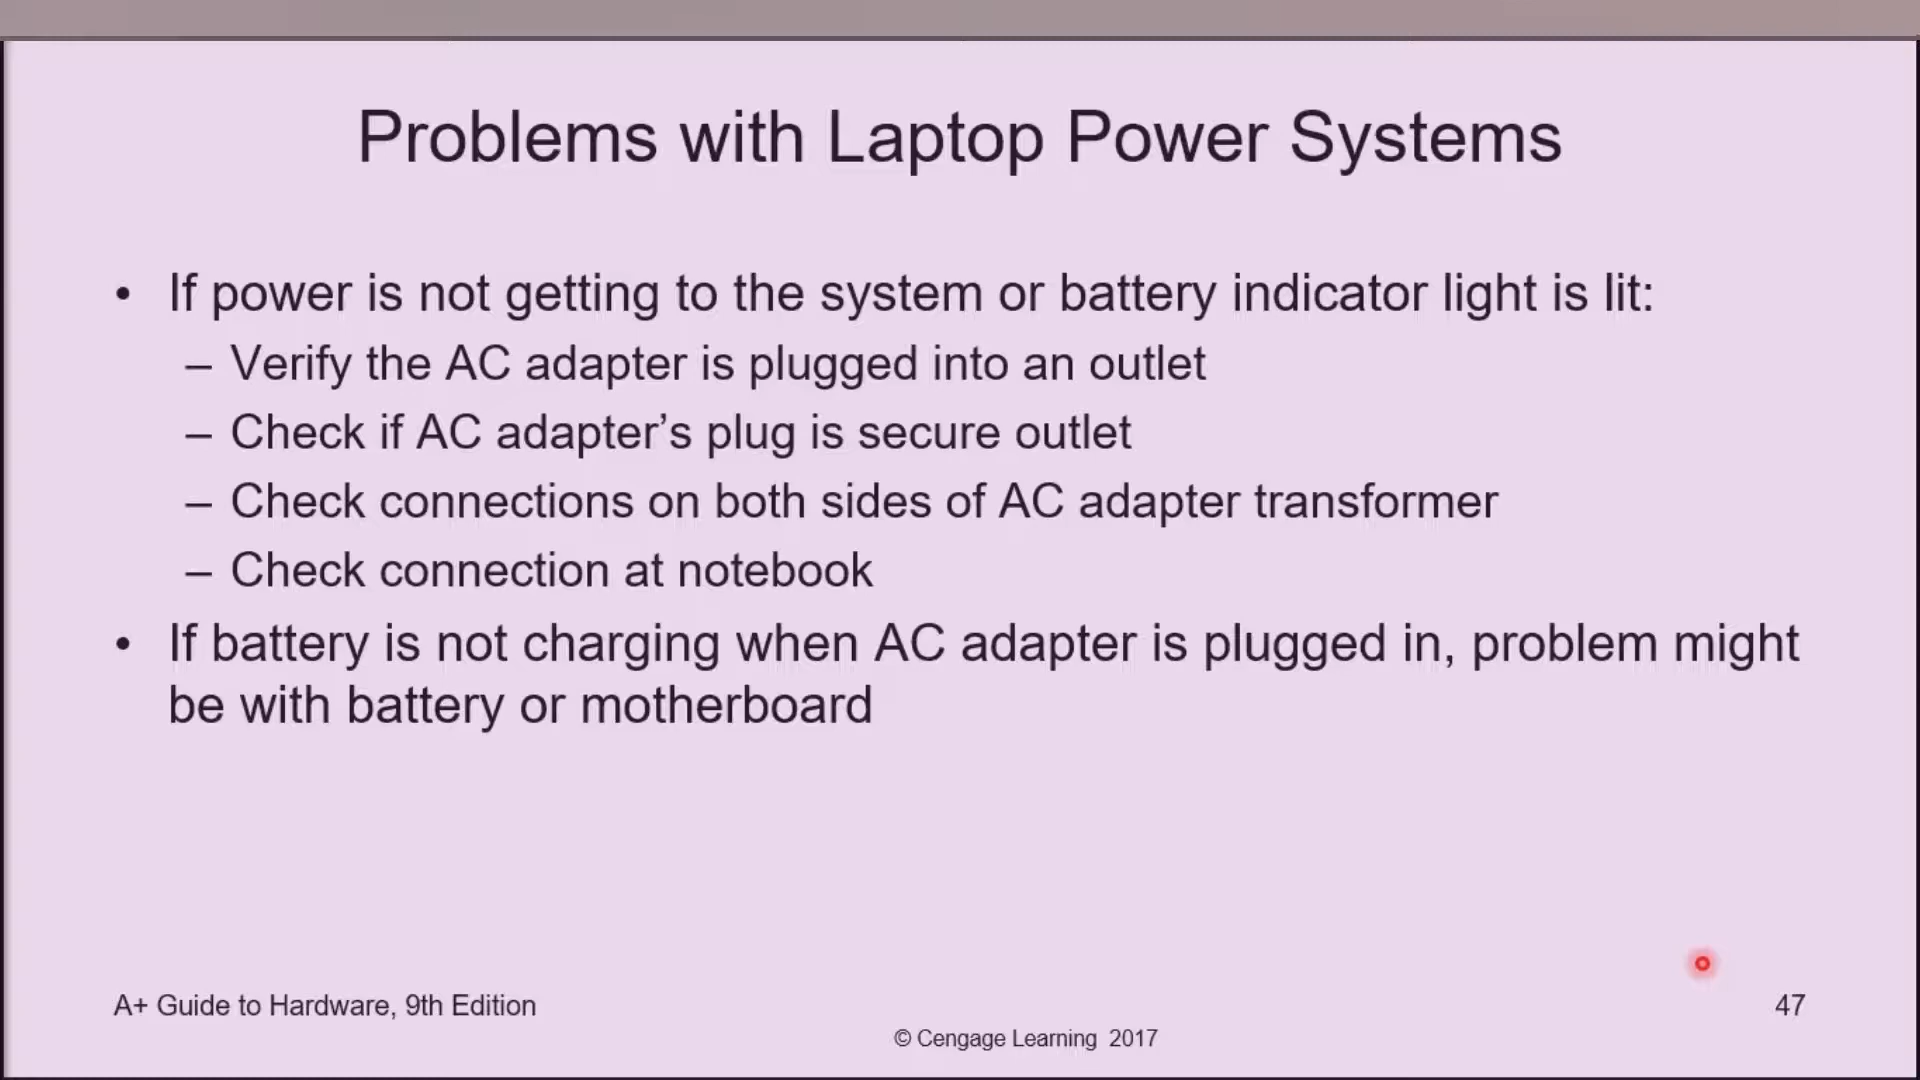 Problems with Laptop Power Systems
• If power is not getting to the system or battery indicator light is lit:
– Verify the AC adapter is plugged into an outlet
– Check if AC adapter’s plug is secure outlet
– Check connections on both sides of AC adapter transformer
– Check connection at notebook
• If battery is not charging when AC adapter is plugged in, problem might
be with battery or motherboard
A+ Guide to Hardware, 9th Edition
47
© Cengage Learning 2017